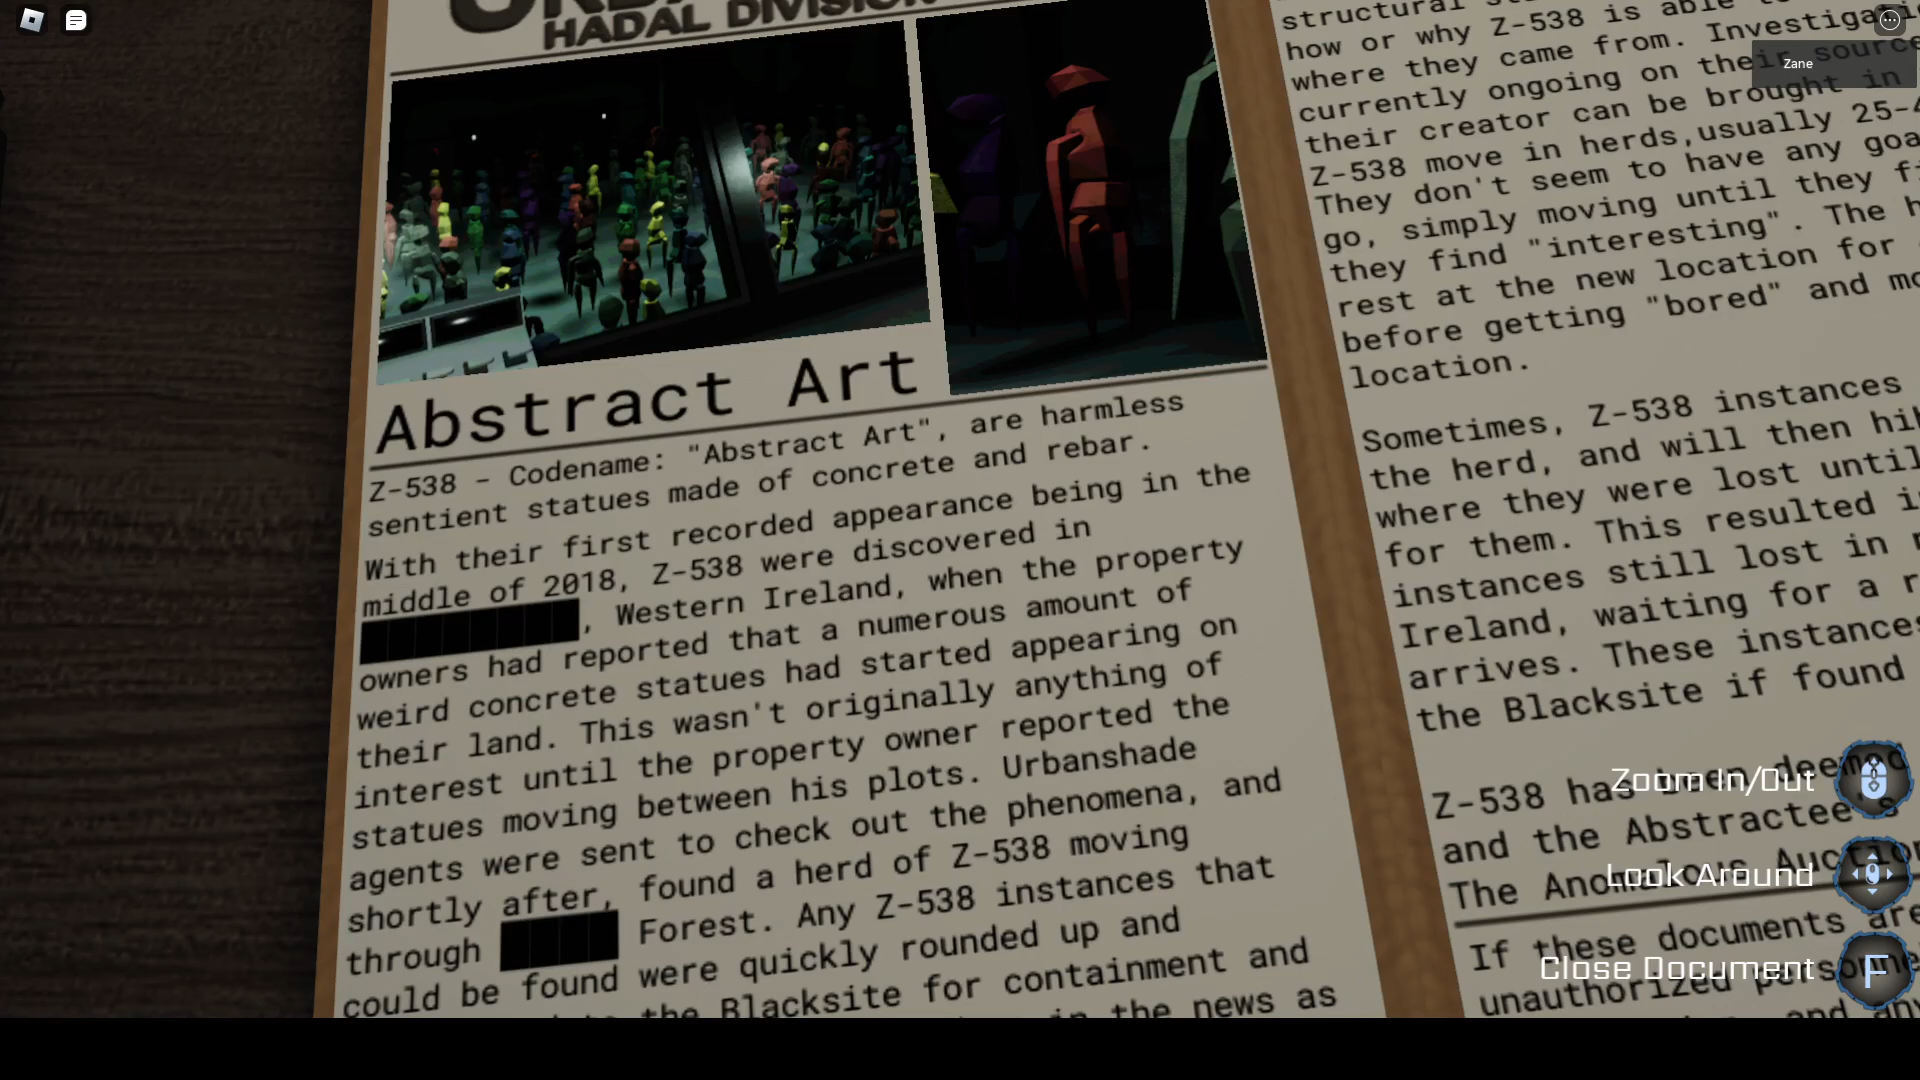 HADAL DIVISION
Abstract Art
Z-538 - Codename: "Abstract Art", are harmless
sentient statues made of concrete and rebar.
With their first recorded appearance being in the
middle of 2018, Z-538 were discovered in
, Western Ireland, when the property
owners had reported that a numerous amount of
weird concrete statues had started appearing on
their land. This wasn't originally anything of
interest until the property owner reported the
statues moving between his plots. Urbanshade
agents were sent to check out the phenomena, and
shortly after, found a herd of Z-538 moving
through Forest. Any Z-538 instances that
could be found were quickly rounded up and
the Blacksite for containment and
in the news as
structural
how or why Z-538 is able
where they came from.
currently ongoing on their source
their creator can be brought in
Z-538 move in herds, usually 25-
They don't seem to have any
go, simply moving until they
they find "interesting". The
rest at the new location for
before getting "bored" and
location.
Sometimes, Z-538 instances
the herd, and will then
where they were lost until
for them. This resulted
instances still lost in
Ireland, waiting for a
arrives. These instances
the Blacksite if found
Z-538 has been deemed
and the Abstractee's
The Anomalous Auction
If these documents are
unauthorized personne
and any
Zane
Zoom In/Out
Look Around
Close Document
F